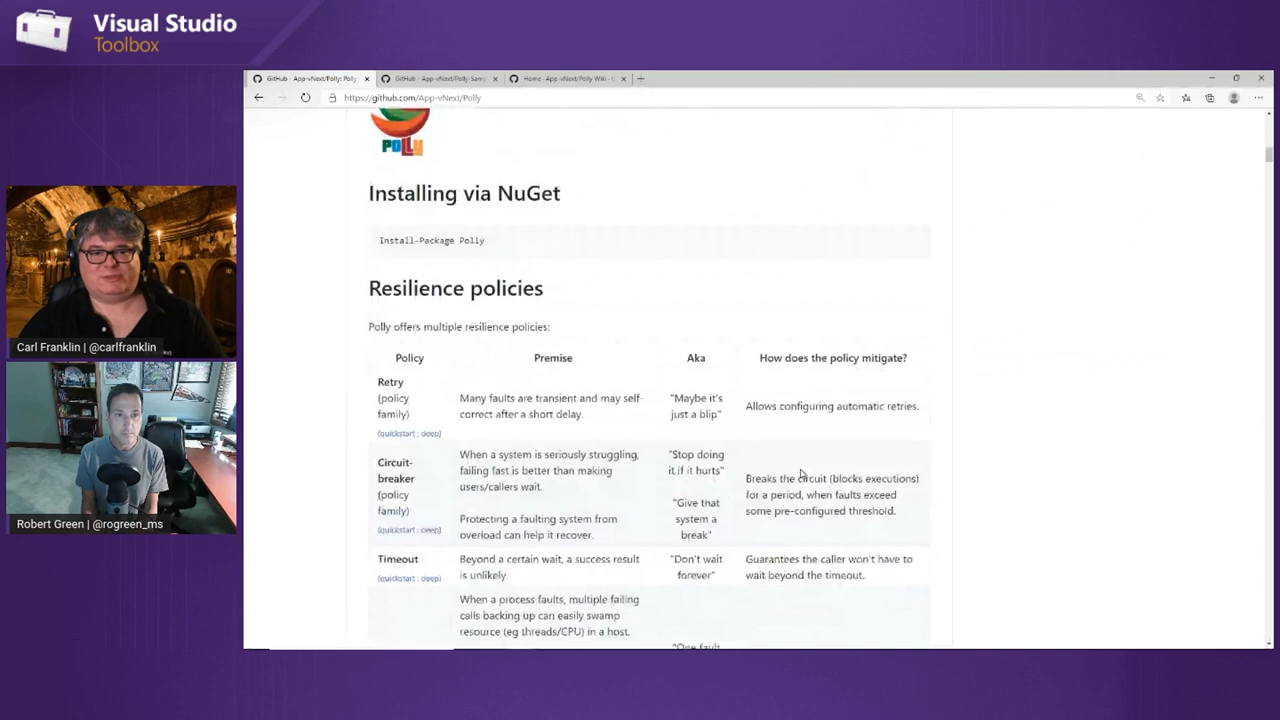 Visual Studio
Toolbox
GitHub - App-vNext/Polly: Polly
GitHub - App-vNext/Polly-Samp
Home · App-vNext/Polly Wiki · G
https://github.com/App-vNext/Polly
POLLY
Installing via NuGet
Install-Package Polly
Resilience policies
Polly offers multiple resilience policies:
Policy Premise Aka How does the policy mitigate?
Retry
(policy
family)
(quickstart ; deep)
Many faults are transient and may self-
correct after a short delay.
"Maybe it's
just a blip"
Allows configuring automatic retries.
Circuit-
breaker
(policy
family)
(quickstart ; deep)
When a system is seriously struggling,
failing fast is better than making
users/callers wait.
Protecting a faulting system from
overload can help it recover.
"Stop doing
it if it hurts"
"Give that
system a
break"
Breaks the circuit (blocks executions)
for a period, when faults exceed
some pre-configured threshold.
Timeout
(quickstart ; deep)
Beyond a certain wait, a success result
is unlikely.
"Don't wait
forever"
Guarantees the caller won't have to
wait beyond the timeout.
When a process faults, multiple failing
calls backing up can easily swamp
resource (eg threads/CPU) in a host.
"One fault
Carl Franklin | @carlfranklin
Robert Green | @rogreen_ms